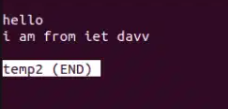 hello
i am from iet davv
temp2 (END)